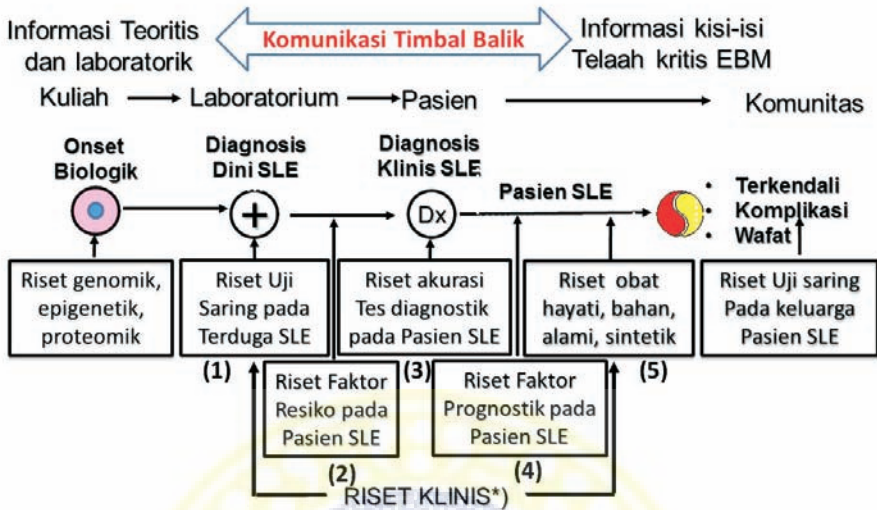 Informasi Teoritis
dan laboratorik
Komunikasi Timbal Balik
Informasi kisi-isi
Telaah kritis EBM
Kuliah
Laboratorium
Pasien
Komunitas
Onset
Biologik
Diagnosis
Dini SLE
Diagnosis
Klinis SLE
Pasien SLE
+
Dx
• Terkendali
• Komplikasi
• Wafat
Riset genomik,
epigenetik,
proteomik
Riset Uji
Saring pada
Terduga SLE
(1)
Riset akurasi
Tes diagnostik
pada Pasien SLE
(3)
Riset obat
hayati, bahan,
alami, sintetik
(5)
Riset Uji saring
Pada keluarga
Pasien SLE
Riset Faktor
Resiko pada
Pasien SLE
(2)
Riset Faktor
Prognostik pada
Pasien SLE
(4)
RISET KLINIS*)